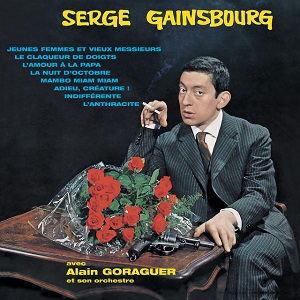 SERGE GAINSBOURG
JEUNES FEMMES ET VIEUX MESSIEURS
LE CLAQUEUR DE DOIGTS
L'AMOUR À LA PAPA
LA NUIT D'OCTOBRE
MAMBO MIAM MIAM
ADIEU, CRÉATURE !
INDIFFÉRENTE
L'ANTHRACITE
avec
Alain GORAGUER
et son orchestre